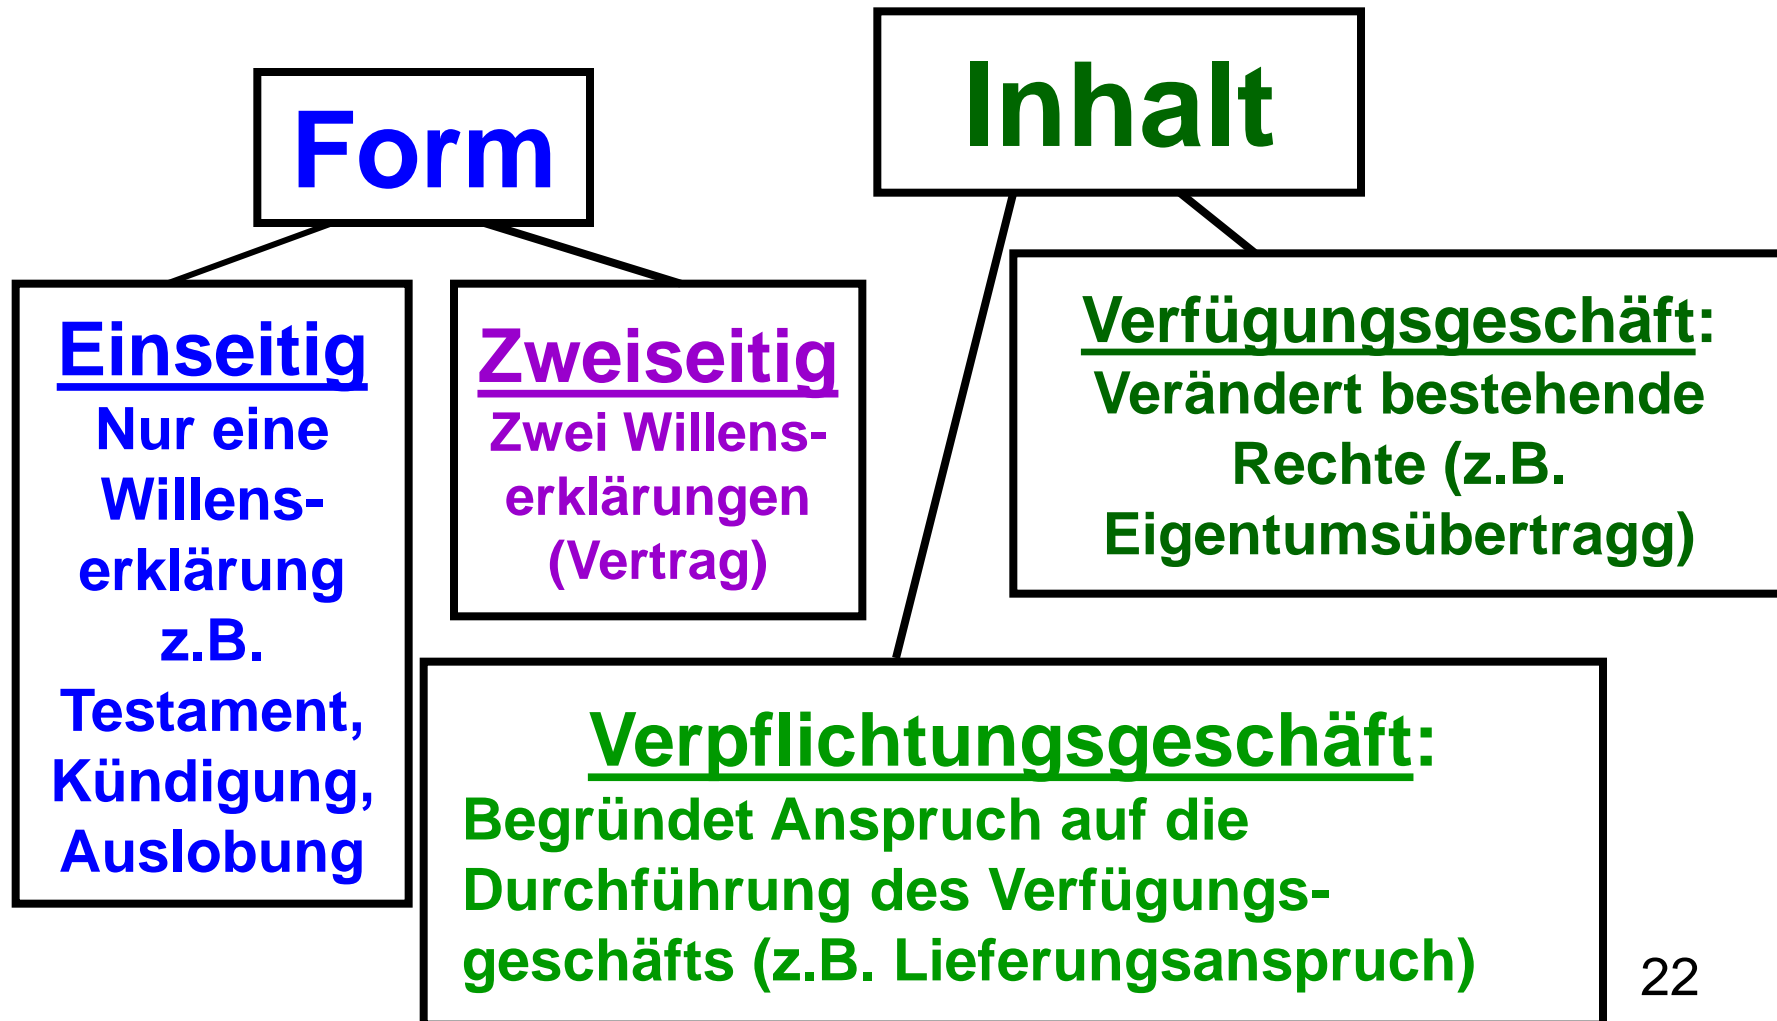 Form
Inhalt
Einseitig
Nur eine
Willens-
erklärung
z.B.
Testament,
Kündigung,
Auslobung
Zweiseitig
Zwei Willens-
erklärungen
(Vertrag)
Verfügungsgeschäft:
Verändert bestehende
Rechte (z.B.
Eigentumsübertragg)
Verpflichtungsgeschäft:
Begründet Anspruch auf die
Durchführung des Verfügungs-
geschäfts (z.B. Lieferungsanspruch)
22